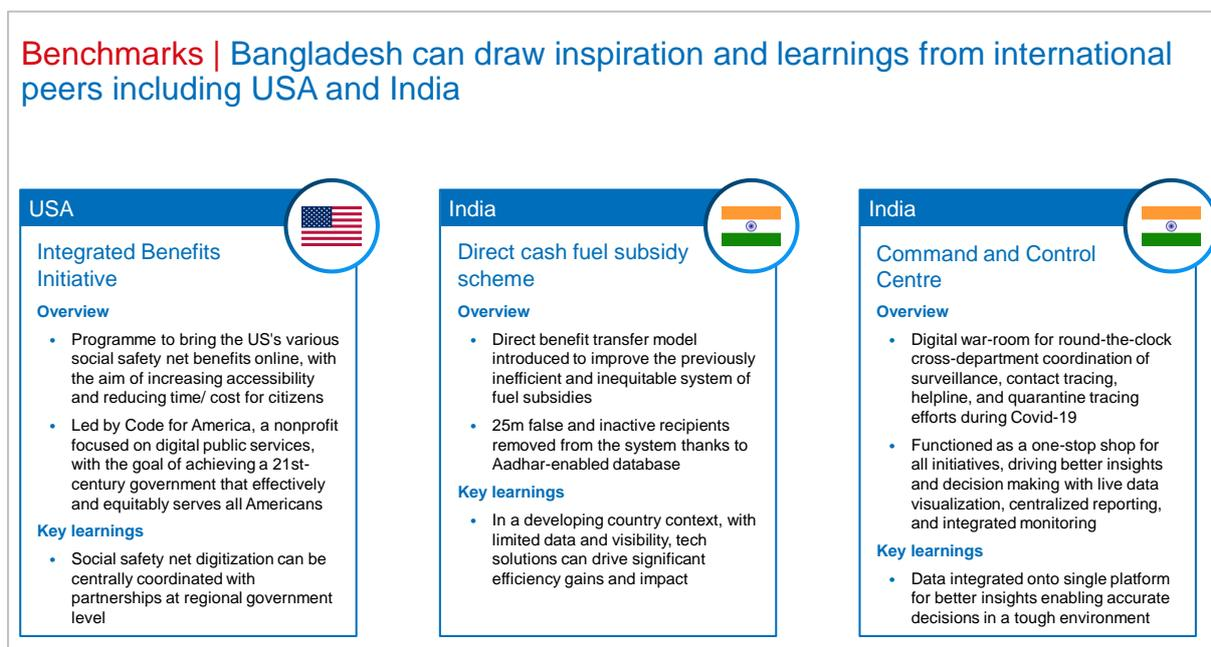 Benchmarks | Bangladesh can draw inspiration and learnings from international
peers including USA and India
USA
Integrated Benefits
Initiative
Overview
• Programme to bring the US's various
social safety net benefits online, with
the aim of increasing accessibility
and reducing time/ cost for citizens
• Led by Code for America, a nonprofit
focused on digital public services,
with the goal of achieving a 21st-
century government that effectively
and equitably serves all Americans
Key learnings
• Social safety net digitization can be
centrally coordinated with
partnerships at regional government
level
India
Direct cash fuel subsidy
scheme
Overview
• Direct benefit transfer model
introduced to improve the previously
inefficient and inequitable system of
fuel subsidies
• 25m false and inactive recipients
removed from the system thanks to
Aadhar-enabled database
Key learnings
• In a developing country context, with
limited data and visibility, tech
solutions can drive significant
efficiency gains and impact
India
Command and Control
Centre
Overview
• Digital war-room for round-the-clock
cross-department coordination of
surveillance, contact tracing,
helpline, and quarantine tracing
efforts during Covid-19
• Functioned as a one-stop shop for
all initiatives, driving better insights
and decision making with live data
visualization, centralized reporting,
and integrated monitoring
Key learnings
• Data integrated onto single platform
for better insights enabling accurate
decisions in a tough environment